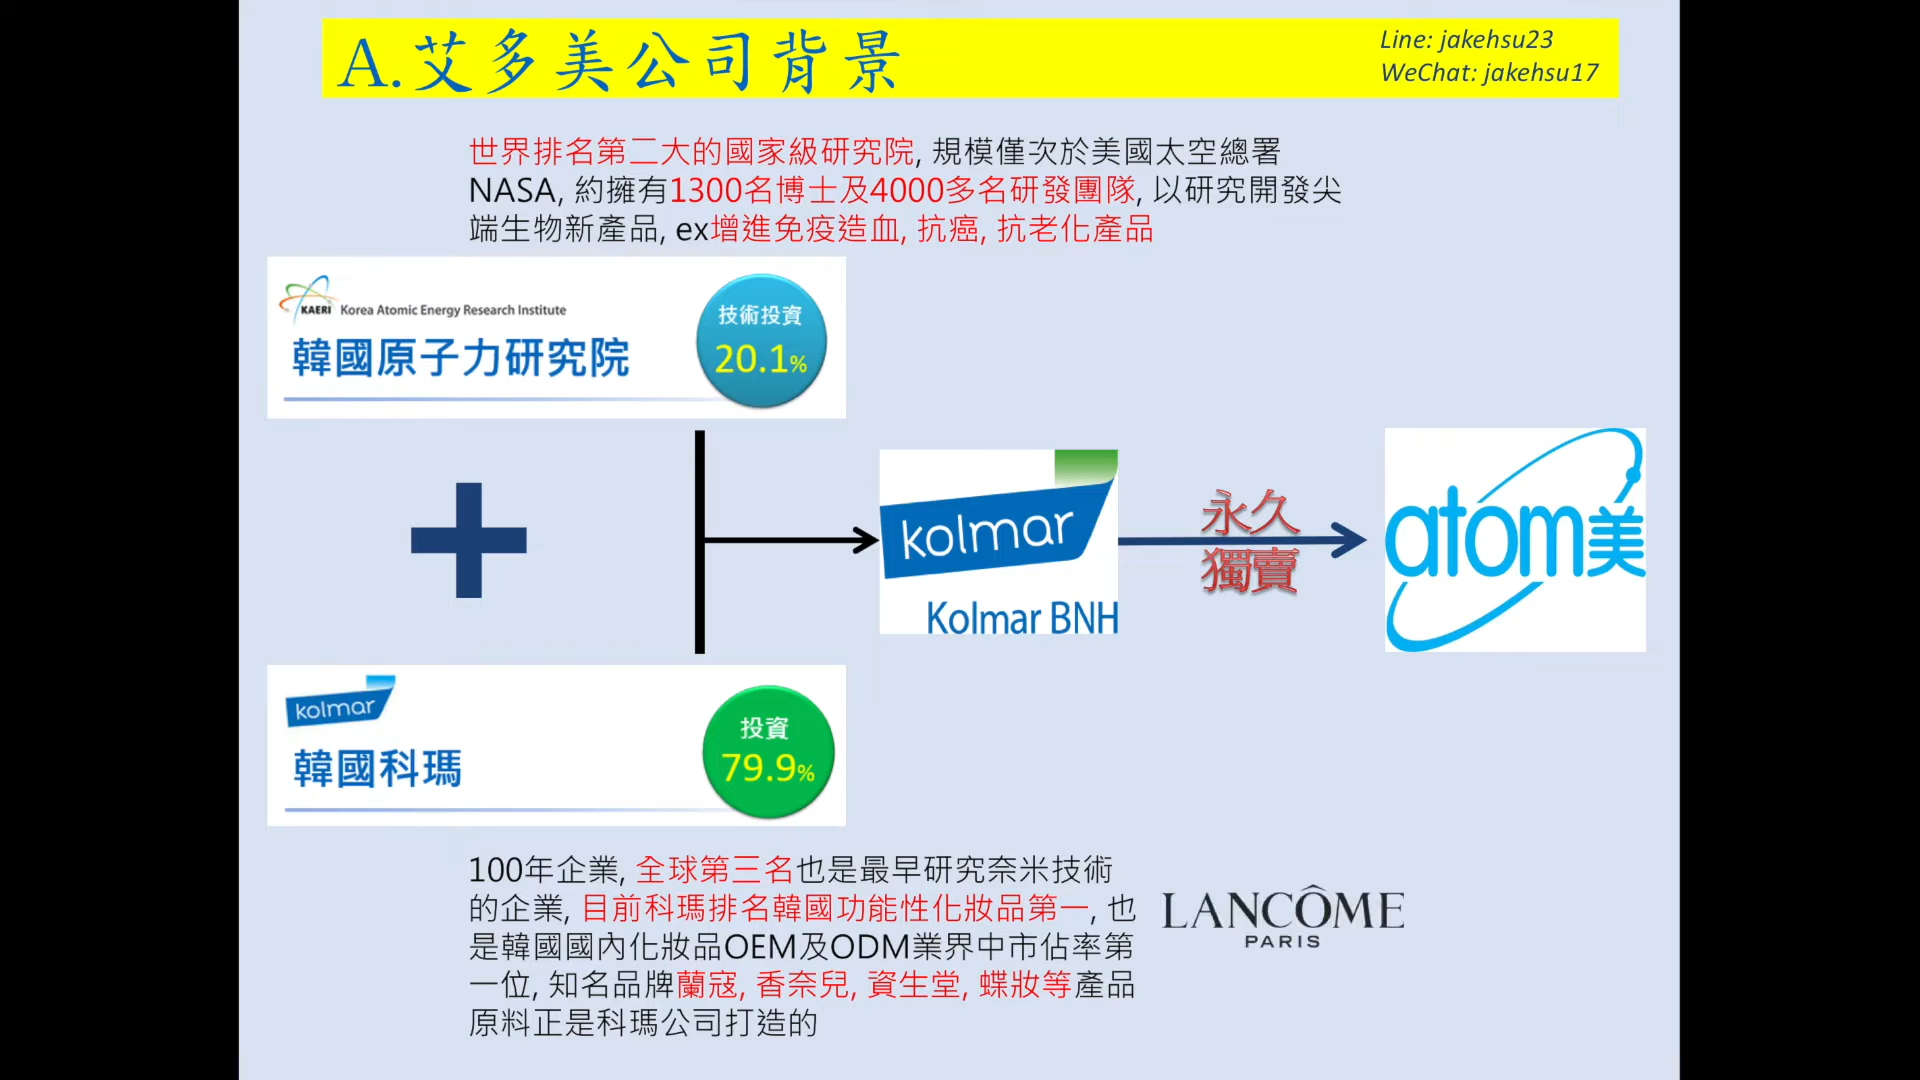 A.艾多美公司背景
Line: jakehsu23
WeChat: jakehsu17
世界排名第二大的國家級研究院, 規模僅次於美國太空總署
NASA, 約擁有1300名博士及4000多名研發團隊, 以研究開發尖
端生物新產品, ex增進免疫造血, 抗癌, 抗老化產品
KAERI Korea Atomic Energy Research Institute
韓國原子力研究院
技術投資
20.1%
kolmar
Kolmar BNH
永久
獨賣
atom美
kolmar
韓國科瑪
投資
79.9%
100年企業, 全球第三名也是最早研究奈米技術
的企業, 目前科瑪排名韓國功能性化妝品第一, 也
是韓國國內化妝品OEM及ODM業界中市佔率第
一位, 知名品牌蘭寇, 香奈兒, 資生堂, 蝶妝等產品
原料正是科瑪公司打造的
LANCÔME
PARIS